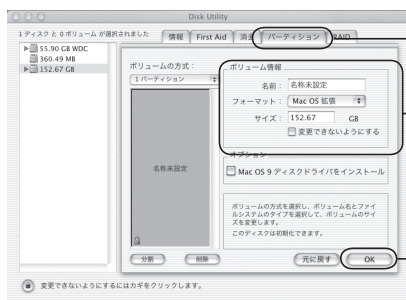 Disk Utility
1 ディスク と 0 ボリューム が選択されました
情報 First Aid 消去 パーティション RAID
55.90 GB WDC
360.49 MB
152.67 GB
ボリュームの方式：
1 パーティション
名称未設定
ボリューム情報
名前： 名称未設定
フォーマット： Mac OS 拡張
サイズ： 152.67 GB
変更できないようにする
オプション
Mac OS 9 ディスクドライバをインストール
ボリュームの方式を選択し、ボリューム名とファイ
ルシステムのタイプを選択して、ボリュームのサイ
ズを変更します。
このディスクは初期化できます。
分割 削除 元に戻す OK
変更できないようにするにはカギをクリックします。